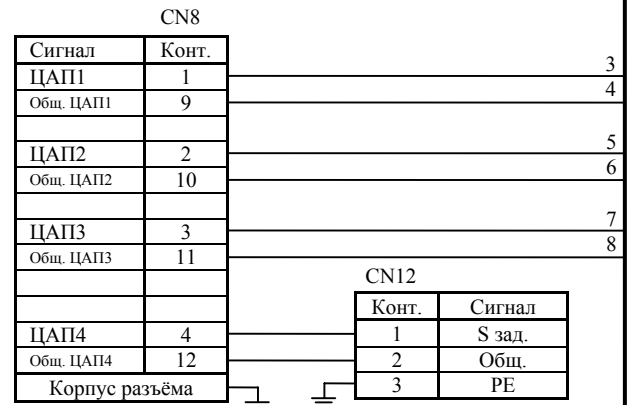 CN8
Сигнал Конт.
ЦАП1 1 3
Общ. ЦАП1 9 4
ЦАП2 2 5
Общ. ЦАП2 10 6
ЦАП3 3 7
Общ. ЦАП3 11 8
CN12
Конт. Сигнал
ЦАП4 4 1 S зад.
Общ. ЦАП4 12 2 Общ.
Корпус разъёма 3 PE